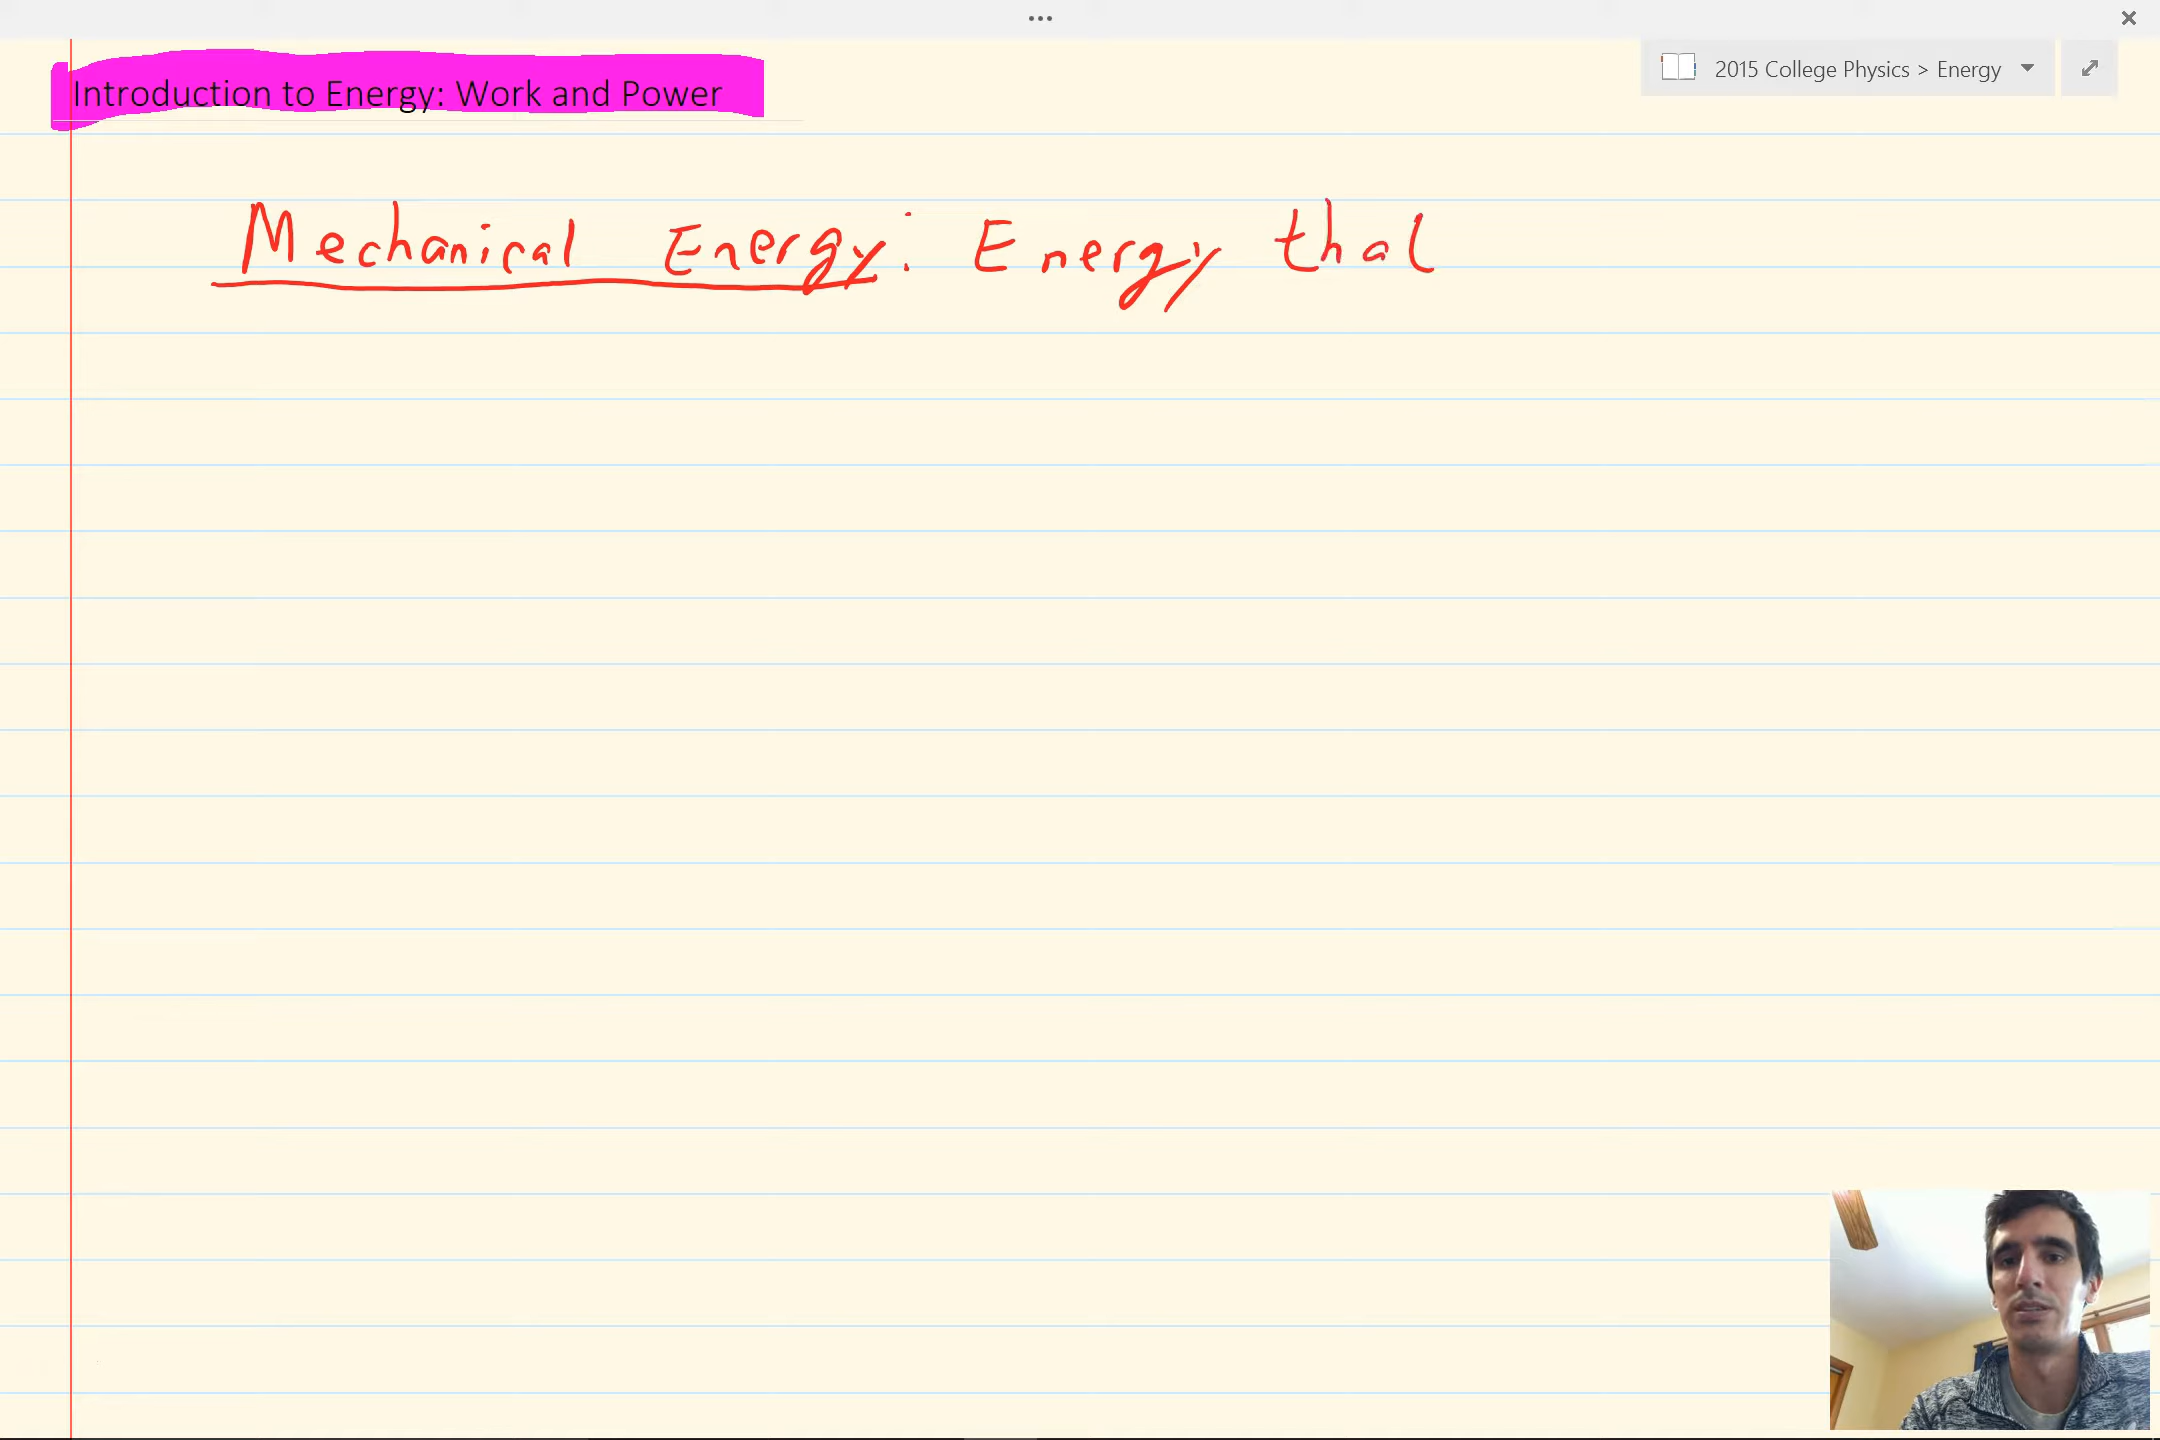 2015 College Physics > Energy
Introduction to Energy: Work and Power
Mechanical Energy: Energy that